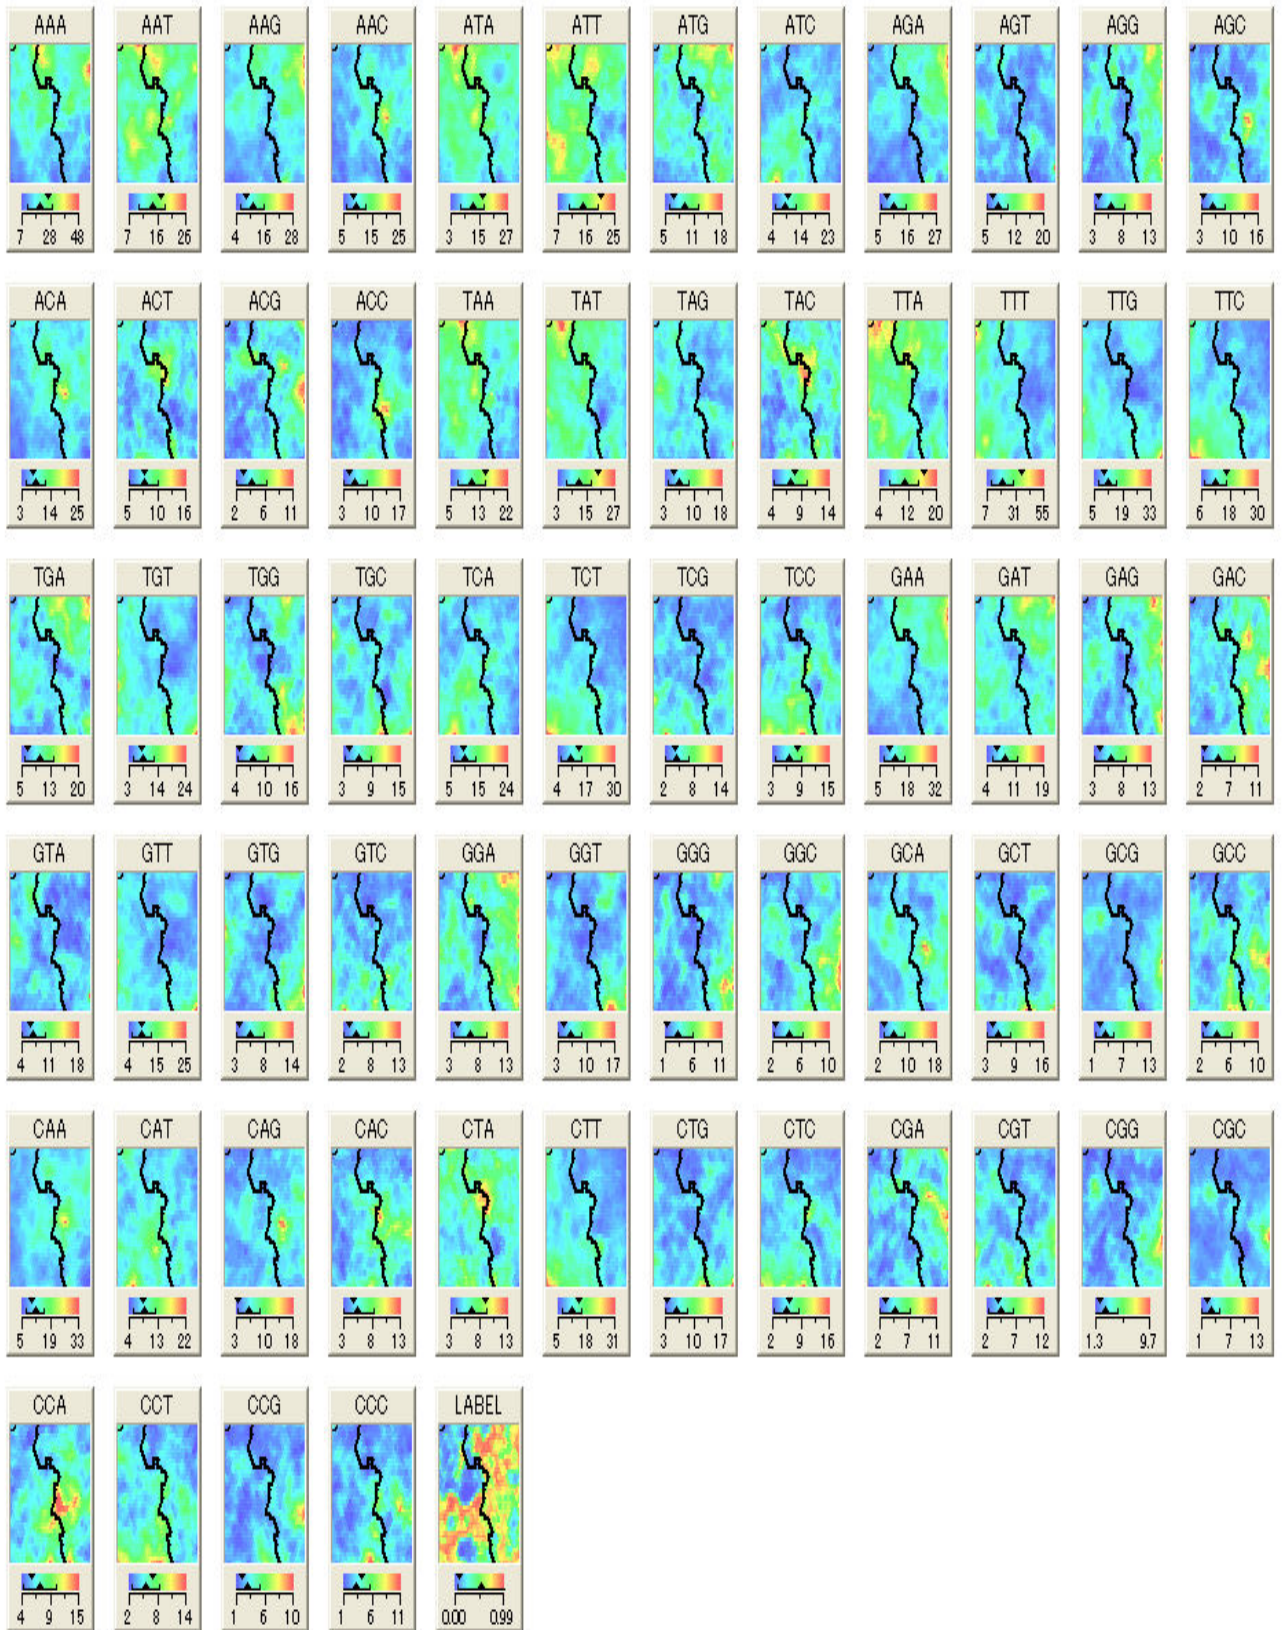 AAA AAT AAG AAC ATA ATT ATG ATC AGA AGT AGG AGC
7 28 48 7 16 26 4 16 28 5 15 25 3 15 27 7 16 25 5 11 18 4 14 23 5 16 27 5 12 20 3 8 13 3 10 16
ACA ACT ACG ACC TAA TAT TAG TAC TTA TTT TTG TTC
3 14 25 5 10 16 2 6 11 3 10 17 5 13 22 3 15 27 3 10 18 4 9 14 4 12 20 7 31 55 5 19 33 6 18 30
TGA TGT TGG TGC TCA TCT TCG TCC GAA GAT GAG GAC
5 13 20 3 14 24 4 10 16 3 9 15 5 15 24 4 17 30 2 8 14 3 9 15 5 18 32 4 11 19 3 8 13 2 7 11
GTA GTT GTG GTC GGA GGT GGG GGC GCA GCT GCG GCC
4 11 18 4 15 25 3 8 14 2 8 13 3 8 13 3 10 17 1 6 11 2 6 10 2 10 18 3 9 16 1 7 13 2 6 10
CAA CAT CAG CAC CTA CTT CTG CTC CGA CGT CGG CGC
5 19 33 4 13 22 3 10 18 3 8 13 3 8 13 5 18 31 3 10 17 2 9 16 2 7 11 2 7 12 1.3 9.7 1 7 13
CCA CCT CCG CCC LABEL
4 9 15 2 8 14 1 6 10 1 6 11 0.00 0.99